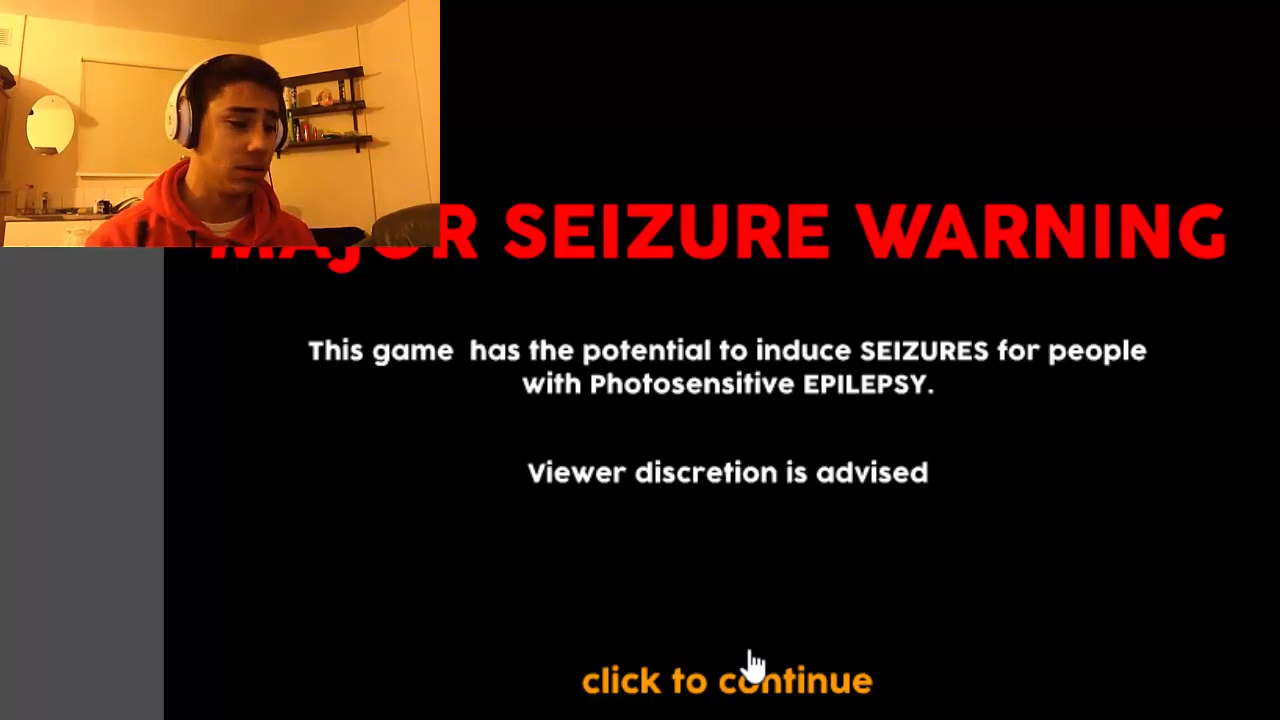 MAJOR SEIZURE WARNING
This game has the potential to induce SEIZURES for people
with Photosensitive EPILEPSY.
Viewer discretion is advised
click to continue